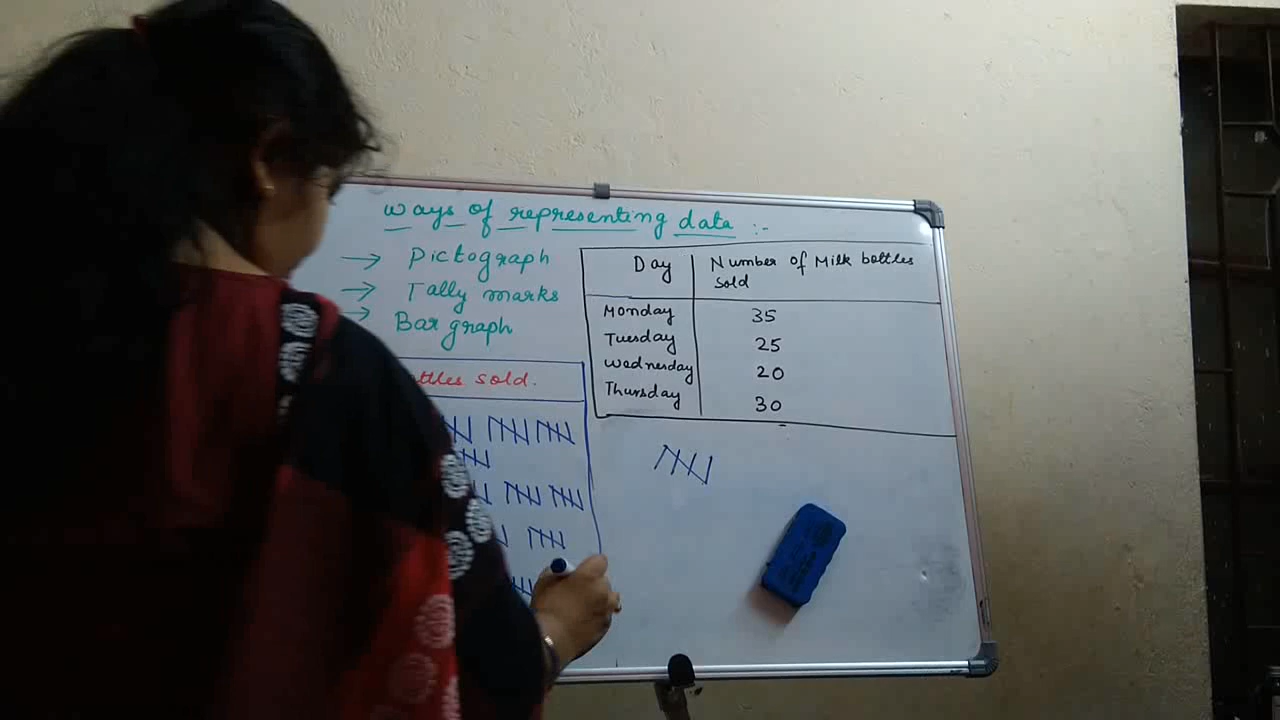 ways of representing data :-
→ Pictograph
→ Tally marks
→ Bar graph
Day Number of Milk bottles
Sold
Monday 35
Tuesday 25
Wednesday 20
Thursday 30
sold.